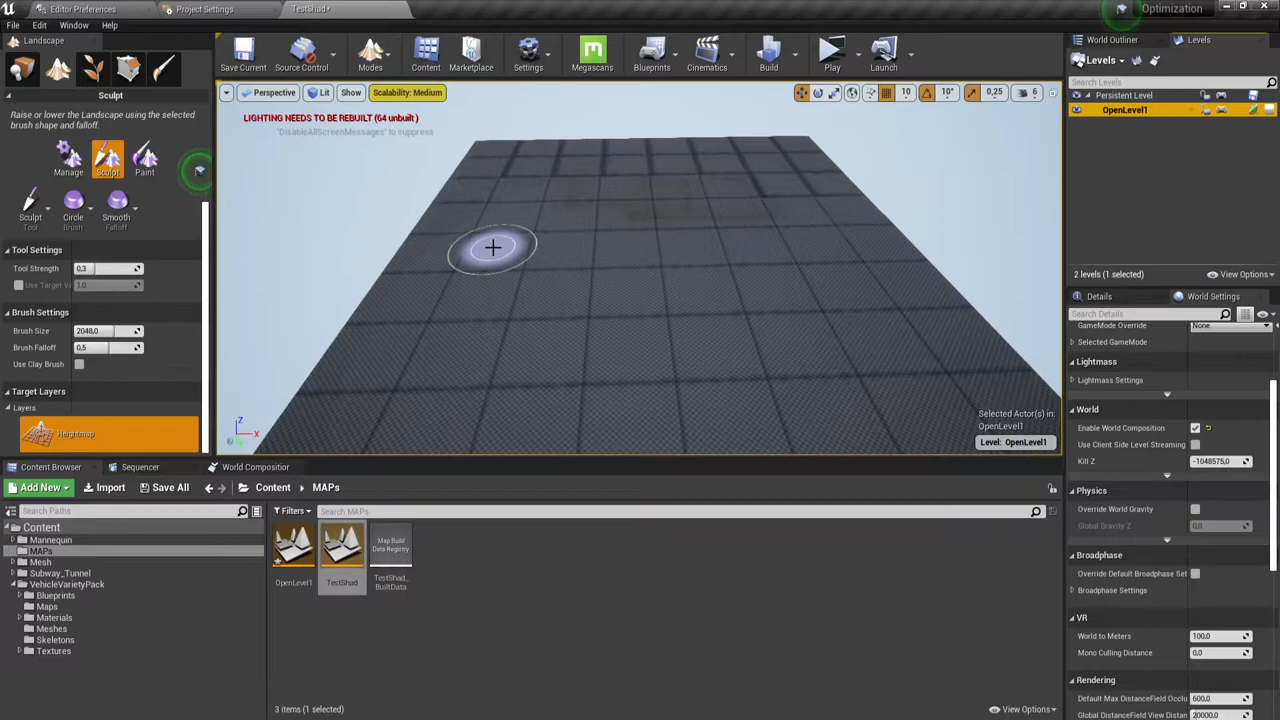 Editor Preferences
Project Settings
TestShad•
Optimization
File
Edit
Window
Help
Landscape
Save Current
Source Control
Modes
Content
Marketplace
Settings
Megascans
Blueprints
Cinematics
Build
Play
Launch
World Outliner
Levels
Levels
Search Levels
Persistent Level
OpenLevel1
Sculpt
Raise or lower the Landscape using the selected
brush shape and falloff.
Manage
Sculpt
Paint
Sculpt
Tool
Circle
Brush
Smooth
Falloff
Tool Settings
Tool Strength
0,3
Use Target Va
1,0
Brush Settings
Brush Size
2048,0
Brush Falloff
0,5
Use Clay Brush
Target Layers
Layers
Heightmap
Perspective
Lit
Show
Scalability: Medium
10
10°
0,25
LIGHTING NEEDS TO BE REBUILT (64 unbuilt)
'DisableAllScreenMessages' to suppress
Z
X
Selected Actor(s) in:
OpenLevel1
Level: OpenLevel1
2 levels (1 selected)
View Options
Details
World Settings
Search Details
GameMode Override
None
Selected GameMode
Lightmass
Lightmass Settings
World
Enable World Composition
Use Client Side Level Streaming
Kill Z
-1048575,0
Physics
Override World Gravity
Global Gravity Z
0,0
Broadphase
Override Default Broadphase Set
Broadphase Settings
VR
World to Meters
100,0
Mono Culling Distance
0,0
Rendering
Default Max DistanceField Occlu
600,0
Global DistanceField View Distan
20000,0
Content Browser
Sequencer
World Compositior
Add New
Import
Save All
Content
MAPs
Search Paths
Filters
Search MAPs
Content
Mannequin
MAPs
Mesh
Subway_Tunnel
VehicleVarietyPack
Blueprints
Maps
Materials
Meshes
Skeletons
Textures
OpenLevel1
TestShad
Map Build
Data Registry
TestShad_
BuiltData
3 items (1 selected)
View Options